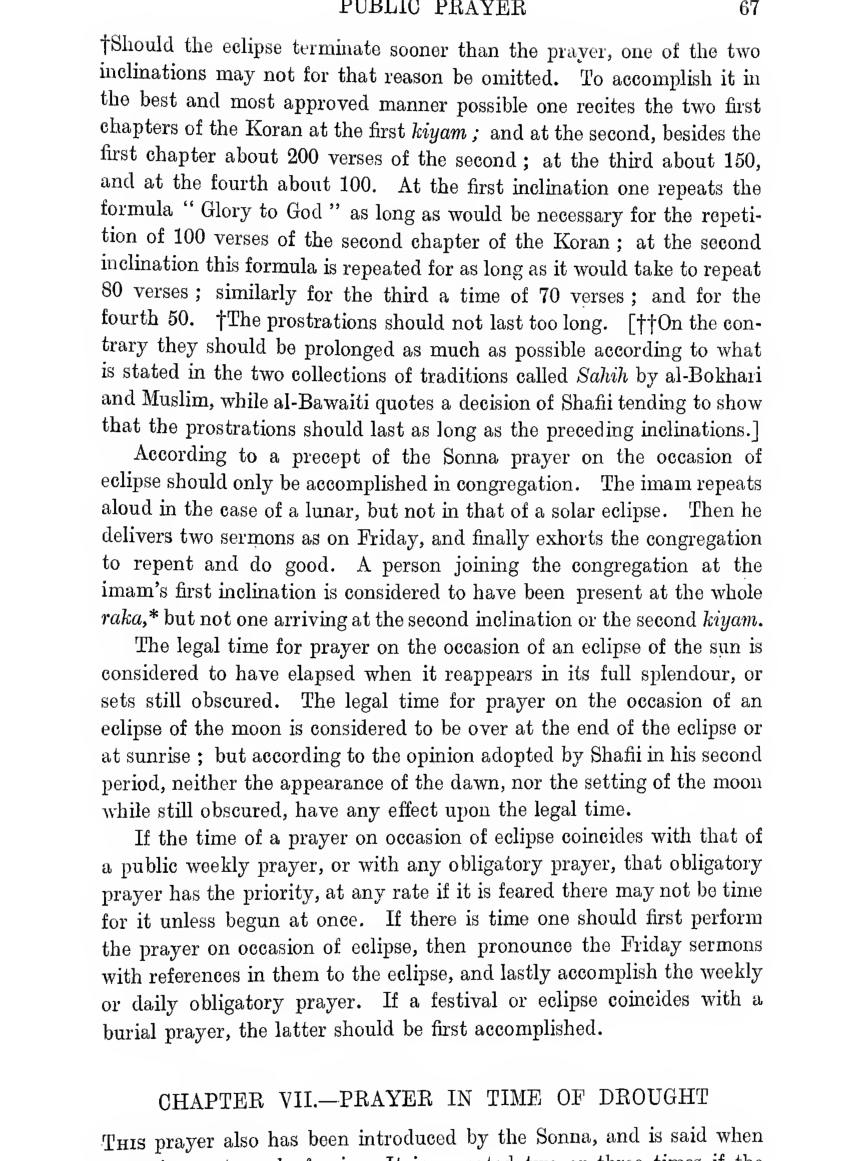 PUBLIC PRAYER 67
†Should the eclipse terminate sooner than the prayer, one of the two
inclinations may not for that reason be omitted. To accomplish it in
the best and most approved manner possible one recites the two first
chapters of the Koran at the first kiyam ; and at the second, besides the
first chapter about 200 verses of the second ; at the third about 150,
and at the fourth about 100. At the first inclination one repeats the
formula “ Glory to God ” as long as would be necessary for the repeti-
tion of 100 verses of the second chapter of the Koran ; at the second
inclination this formula is repeated for as long as it would take to repeat
80 verses ; similarly for the third a time of 70 verses ; and for the
fourth 50. †The prostrations should not last too long. [††On the con-
trary they should be prolonged as much as possible according to what
is stated in the two collections of traditions called Sahih by al-Bokhari
and Muslim, while al-Bawaiti quotes a decision of Shafii tending to show
that the prostrations should last as long as the preceding inclinations.]
According to a precept of the Sonna prayer on the occasion of
eclipse should only be accomplished in congregation. The imam repeats
aloud in the case of a lunar, but not in that of a solar eclipse. Then he
delivers two sermons as on Friday, and finally exhorts the congregation
to repent and do good. A person joining the congregation at the
imam’s first inclination is considered to have been present at the whole
raka,* but not one arriving at the second inclination or the second kiyam.
The legal time for prayer on the occasion of an eclipse of the sun is
considered to have elapsed when it reappears in its full splendour, or
sets still obscured. The legal time for prayer on the occasion of an
eclipse of the moon is considered to be over at the end of the eclipse or
at sunrise ; but according to the opinion adopted by Shafii in his second
period, neither the appearance of the dawn, nor the setting of the moon
while still obscured, have any effect upon the legal time.
If the time of a prayer on occasion of eclipse coincides with that of
a public weekly prayer, or with any obligatory prayer, that obligatory
prayer has the priority, at any rate if it is feared there may not be time
for it unless begun at once. If there is time one should first perform
the prayer on occasion of eclipse, then pronounce the Friday sermons
with references in them to the eclipse, and lastly accomplish the weekly
or daily obligatory prayer. If a festival or eclipse coincides with a
burial prayer, the latter should be first accomplished.
CHAPTER VII.—PRAYER IN TIME OF DROUGHT
THIS prayer also has been introduced by the Sonna, and is said when